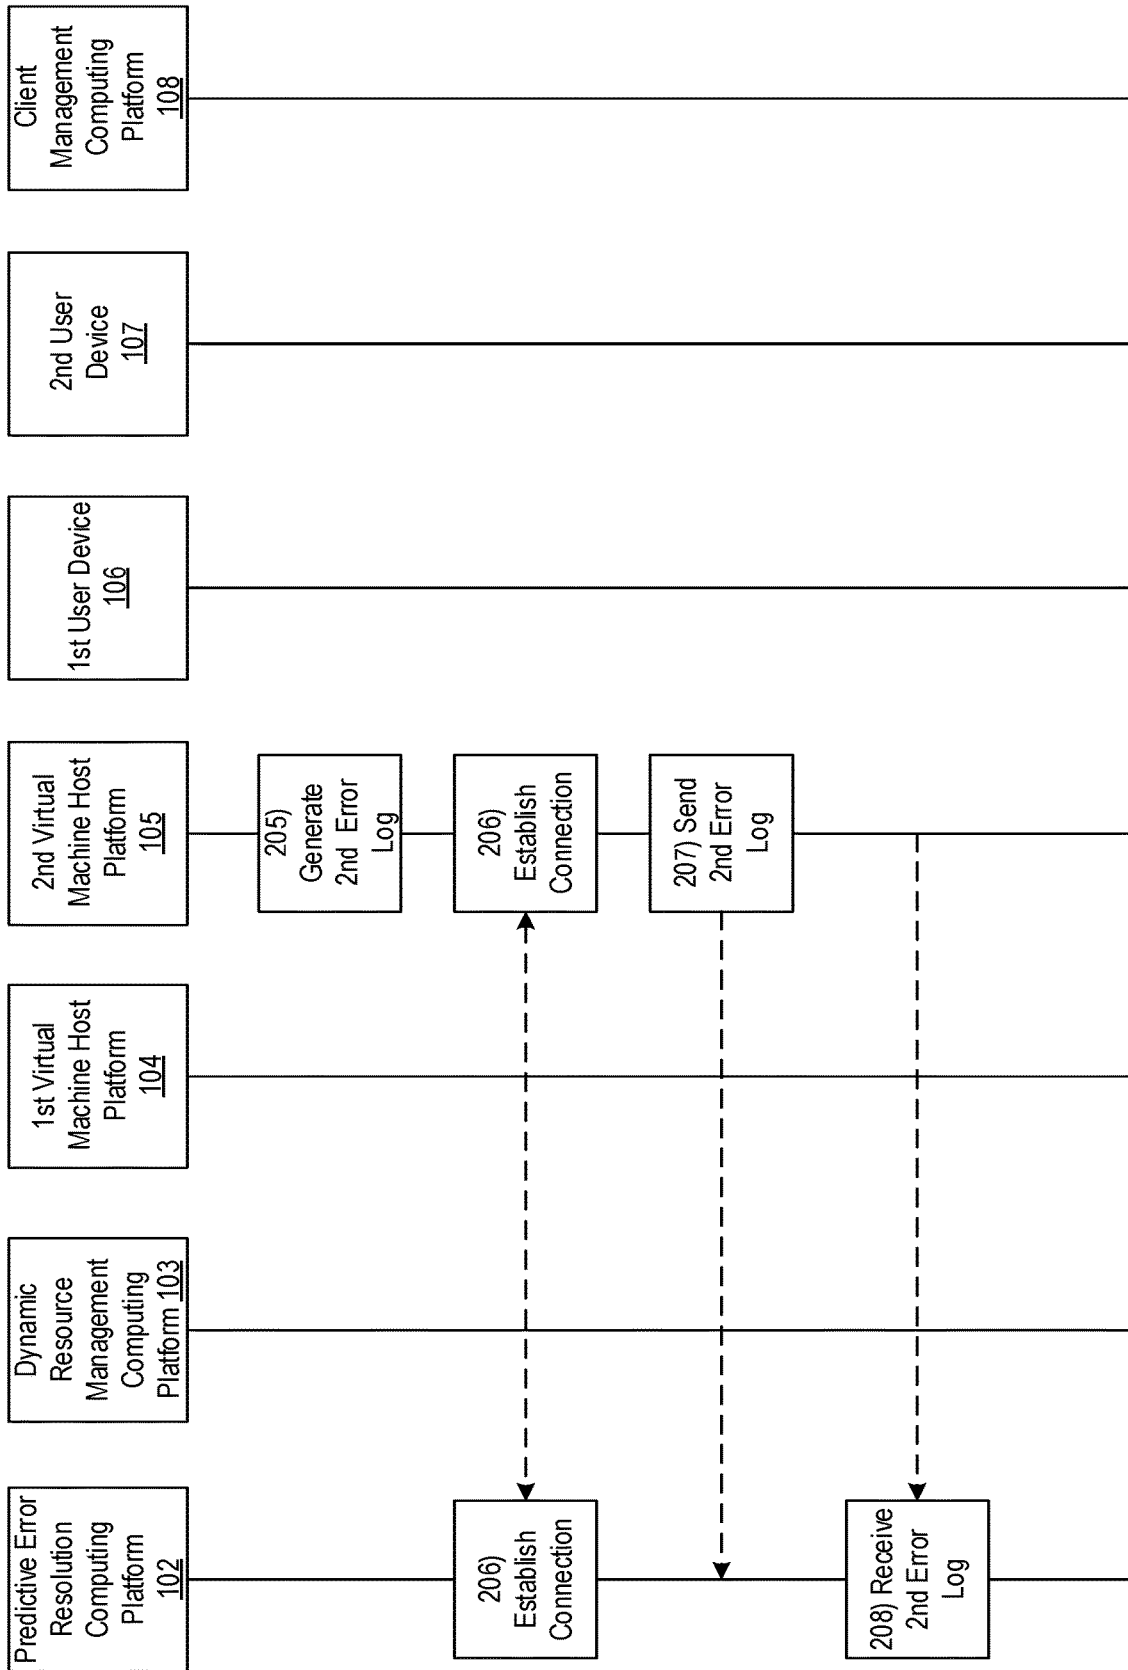 Predictive Error
Resolution
Computing
Platform
102
Dynamic
Resource
Management
Computing
Platform 103
1st Virtual
Machine Host
Platform
104
2nd Virtual
Machine Host
Platform
105
1st User Device
106
2nd User
Device
107
Client
Management
Computing
Platform
108
205)
Generate
2nd Error
Log
206)
Establish
Connection
206)
Establish
Connection
207) Send
2nd Error
Log
208) Receive
2nd Error
Log